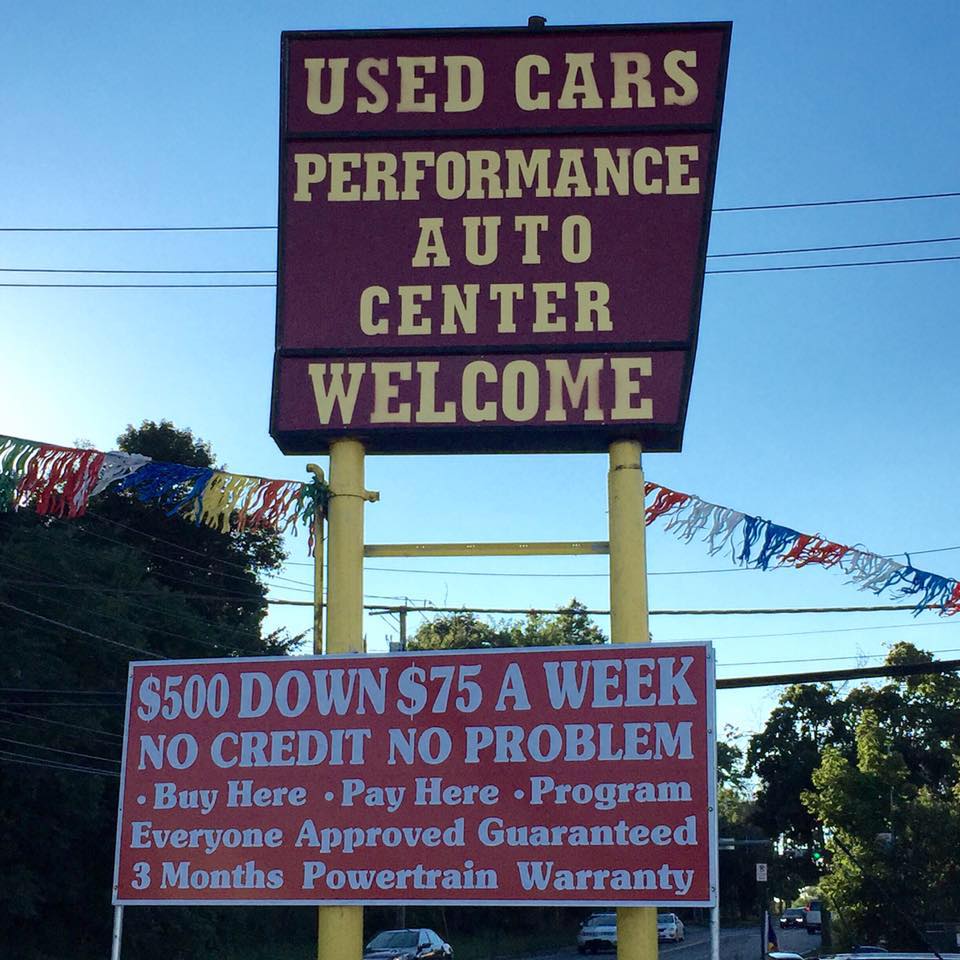 USED CARS
PERFORMANCE
AUTO
CENTER
WELCOME
$500 DOWN $75 A WEEK
NO CREDIT NO PROBLEM
• Buy Here • Pay Here • Program
Everyone Approved Guaranteed
3 Months Powertrain Warranty